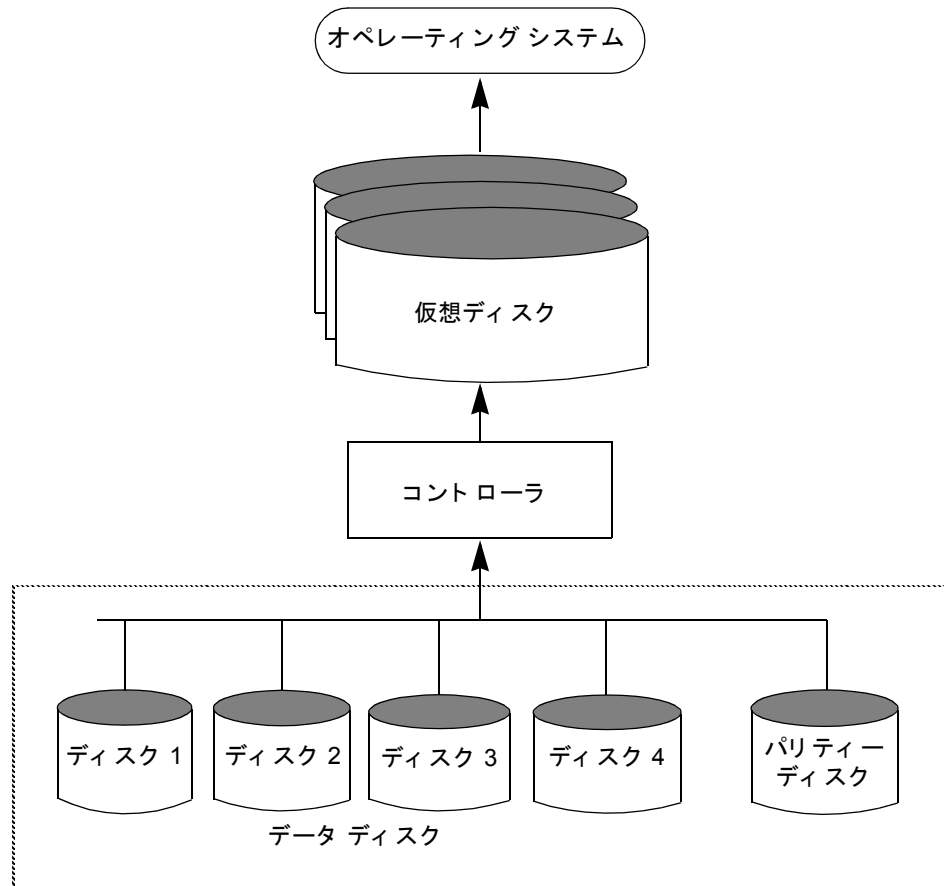 オペレーティング システム
仮想ディスク
コントローラ
ディスク 1
ディスク 2
ディスク 3
ディスク 4
パリティー
ディスク
データ ディスク